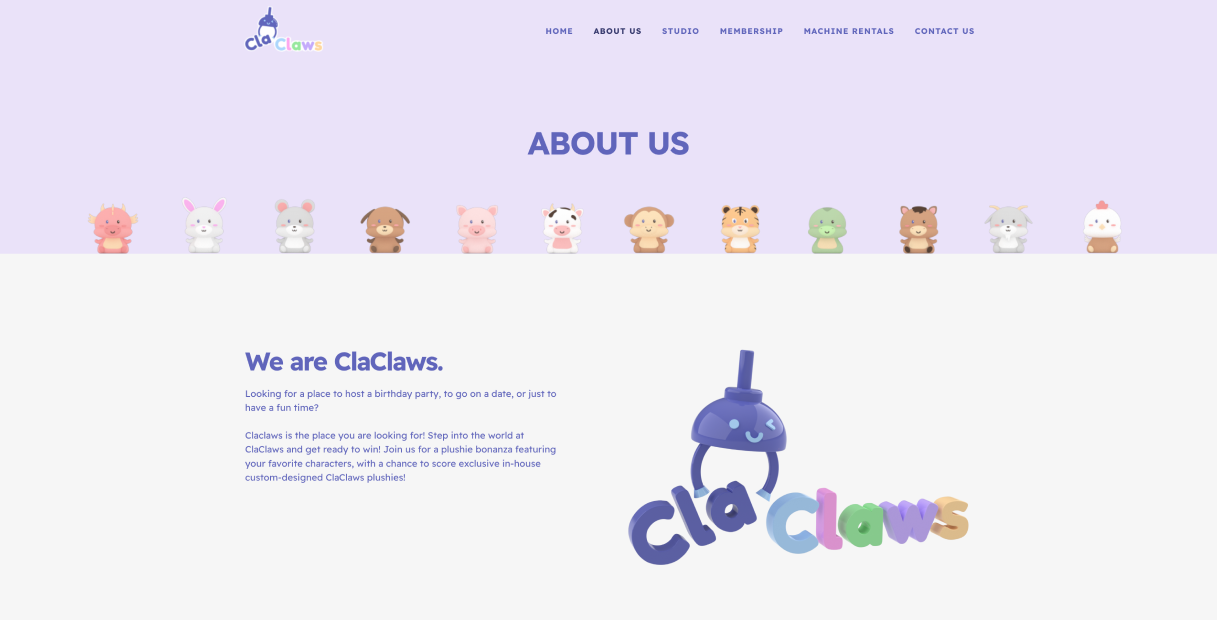 Cla Claws
HOME
ABOUT US
STUDIO
MEMBERSHIP
MACHINE RENTALS
CONTACT US
ABOUT US
We are ClaClaws.
Looking for a place to host a birthday party, to go on a date, or just to
have a fun time?
Claclaws is the place you are looking for! Step into the world at
ClaClaws and get ready to win! Join us for a plushie bonanza featuring
your favorite characters, with a chance to score exclusive in-house
custom-designed ClaClaws plushies!
Cla Claws